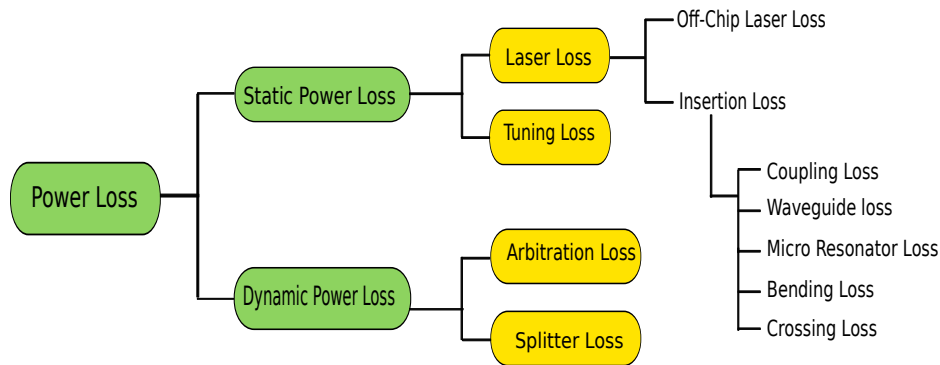 Power Loss
Static Power Loss
Laser Loss
Off-Chip Laser Loss
Insertion Loss
Coupling Loss
Waveguide loss
Micro Resonator Loss
Bending Loss
Crossing Loss
Tuning Loss
Dynamic Power Loss
Arbitration Loss
Splitter Loss